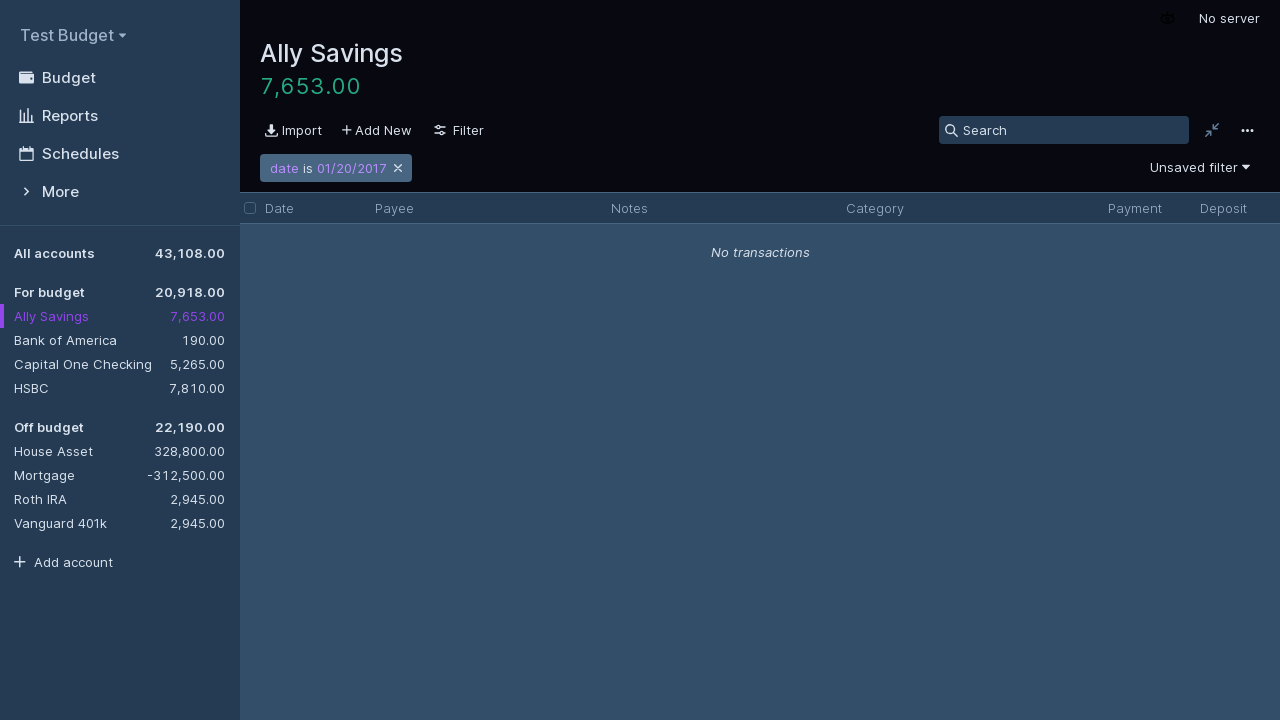 Test Budget
Budget
Reports
Schedules
More
All accounts 43,108.00
For budget 20,918.00
Ally Savings 7,653.00
Bank of America 190.00
Capital One Checking 5,265.00
HSBC 7,810.00
Off budget 22,190.00
House Asset 328,800.00
Mortgage -312,500.00
Roth IRA 2,945.00
Vanguard 401k 2,945.00
Add account
No server
Ally Savings
7,653.00
Import Add New Filter Search
date is 01/20/2017 Unsaved filter
Date Payee Notes Category Payment Deposit
No transactions